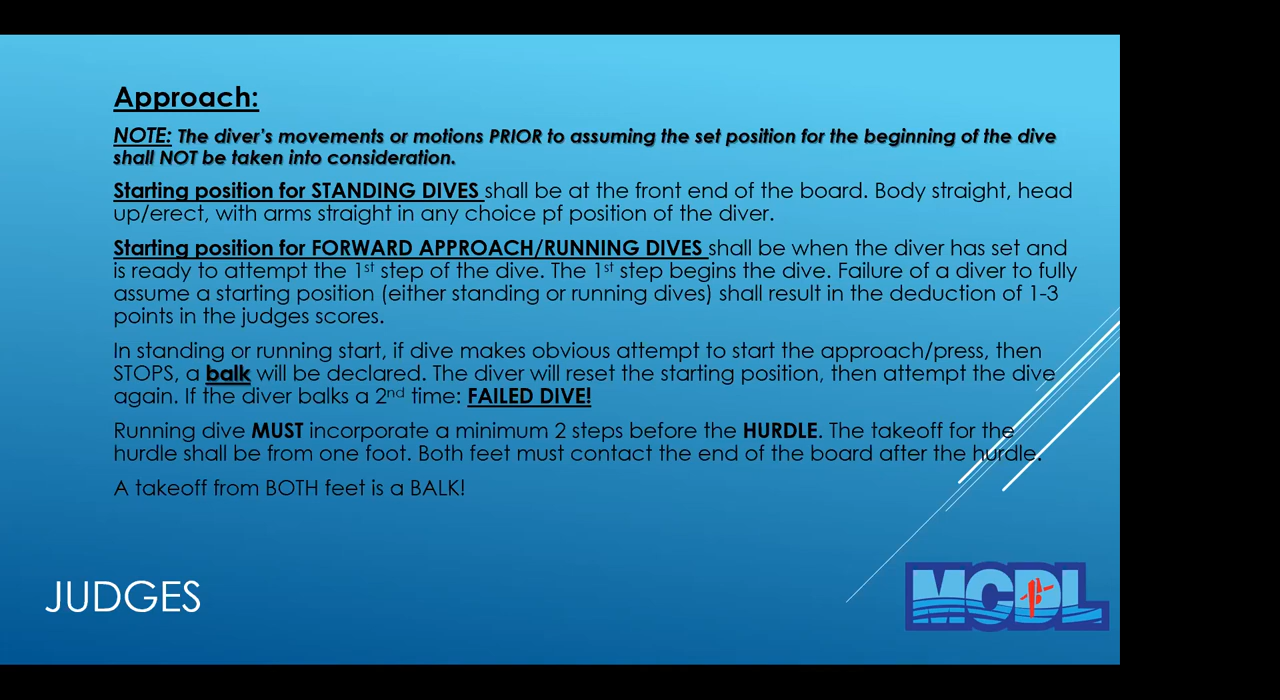 Approach:
NOTE: The diver's movements or motions PRIOR to assuming the set position for the beginning of the dive
shall NOT be taken into consideration.
Starting position for STANDING DIVES shall be at the front end of the board. Body straight, head
up/erect, with arms straight in any choice pf position of the diver.
Starting position for FORWARD APPROACH/RUNNING DIVES shall be when the diver has set and
is ready to attempt the 1st step of the dive. The 1st step begins the dive. Failure of a diver to fully
assume a starting position (either standing or running dives) shall result in the deduction of 1-3
points in the judges scores.
In standing or running start, if dive makes obvious attempt to start the approach/press, then
STOPS, a balk will be declared. The diver will reset the starting position, then attempt the dive
again. If the diver balks a 2nd time: FAILED DIVE!
Running dive MUST incorporate a minimum 2 steps before the HURDLE. The takeoff for the
hurdle shall be from one foot. Both feet must contact the end of the board after the hurdle.
A takeoff from BOTH feet is a BALK!
JUDGES
MCDL